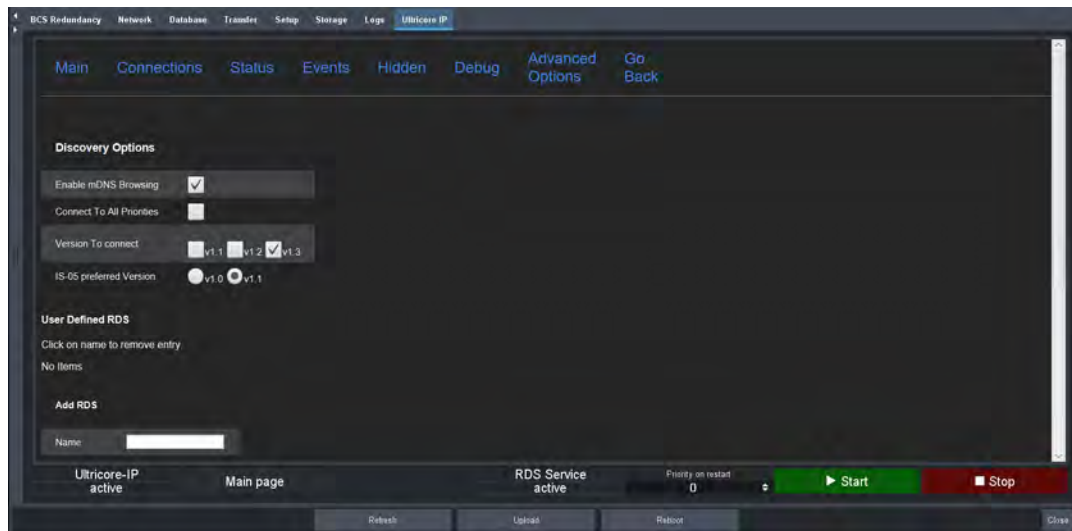 BCS Redundancy Network Database Transfer Setup Storage Logs Ultricore IP
Main Connections Status Events Hidden Debug Advanced Options Go Back
Discovery Options
Enable mDNS Browsing
Connect To All Priorities
Version To connect v1.1 v1.2 v1.3
IS-05 preferred Version v1.0 v1.1
User Defined RDS
Click on name to remove entry
No Items
Add RDS
Name
Ultricore-IP active Main page RDS Service active Priority on restart 0 Start Stop
Refresh Upload Reboot Close